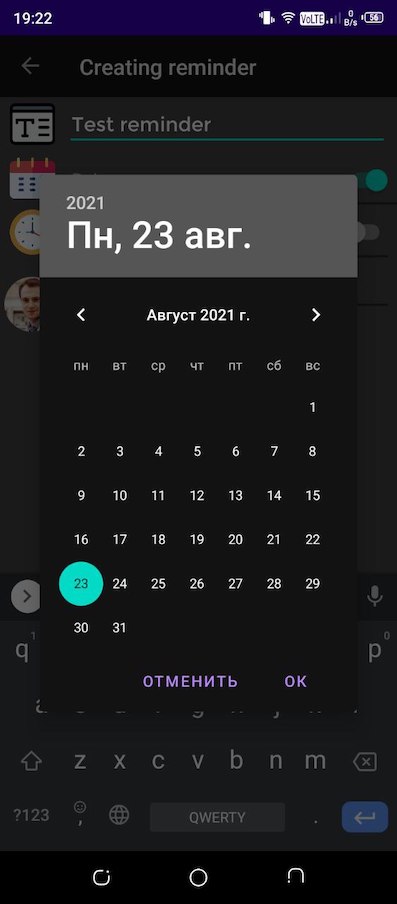 19:22
VoLTE
0
B/s
56
Creating reminder
Test reminder
2021
Пн, 23 авг.
Август 2021 г.
пн вт ср чт пт сб вс
1
2 3 4 5 6 7 8
9 10 11 12 13 14 15
16 17 18 19 20 21 22
23 24 25 26 27 28 29
30 31
ОТМЕНИТЬ ОК
q 1 p 0
a
z x c v b n m
?123 , QWERTY .